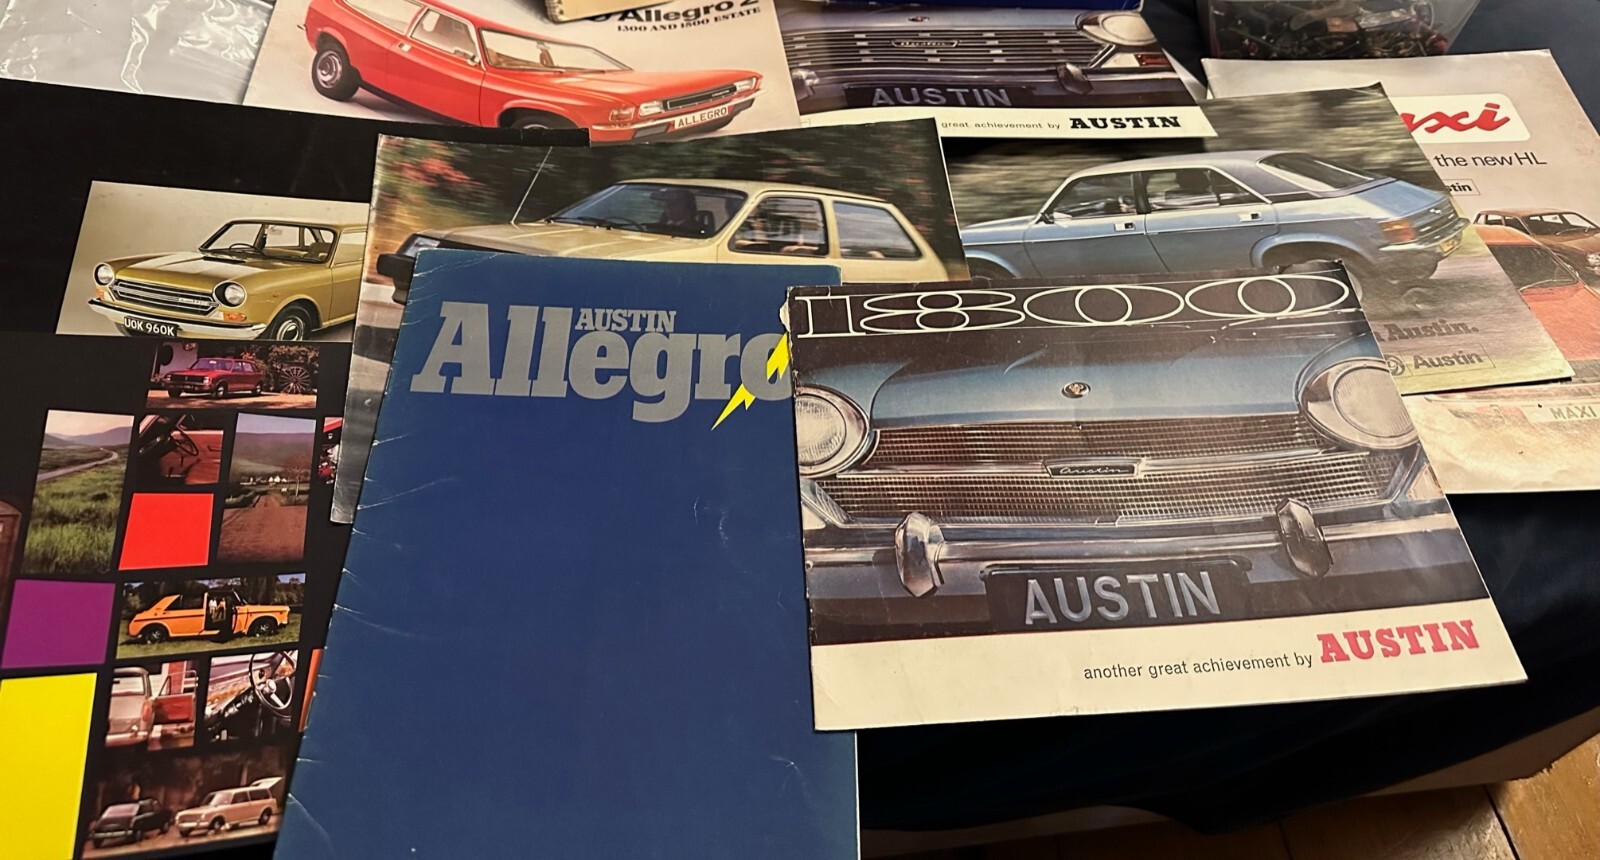 Allegro 2
1300 AND 1500 ESTATE
ALLEGRO
Austin
AUSTIN
great achievement by AUSTIN
the new HL
UOK 960K
AUSTIN
Allegro
1800
Austin
AUSTIN
another great achievement by AUSTIN
Austin.
Austin
MAXI